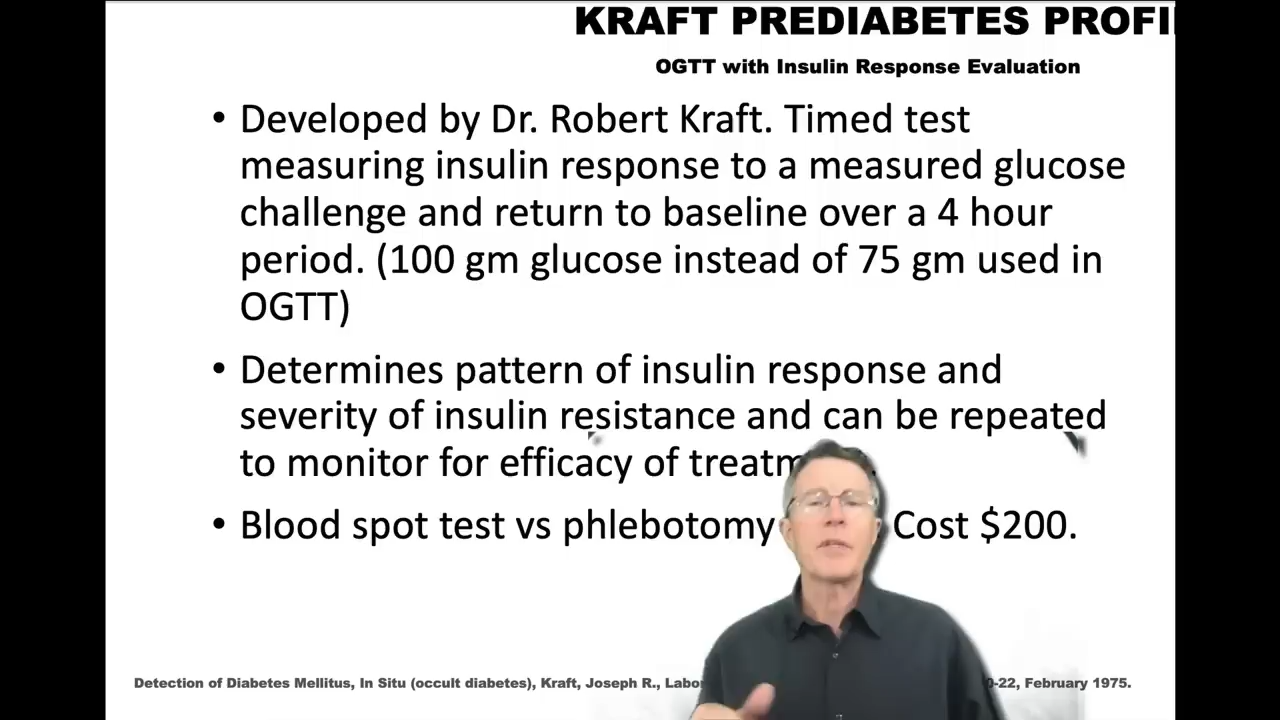 KRAFT PREDIABETES PROFI
OGTT with Insulin Response Evaluation
• Developed by Dr. Robert Kraft. Timed test
measuring insulin response to a measured glucose
challenge and return to baseline over a 4 hour
period. (100 gm glucose instead of 75 gm used in
OGTT)
• Determines pattern of insulin response and
severity of insulin resistance and can be repeated
to monitor for efficacy of treatm
• Blood spot test vs phlebotomy Cost $200.
Detection of Diabetes Mellitus, In Situ (occult diabetes), Kraft, Joseph R., Labo 0-22, February 1975.